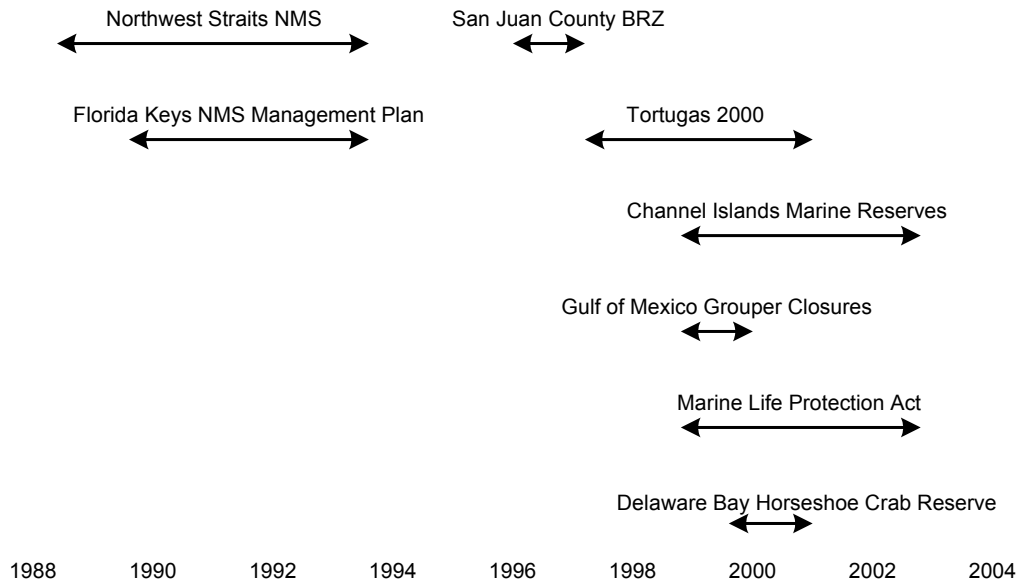 Northwest Straits NMS
San Juan County BRZ
Florida Keys NMS Management Plan
Tortugas 2000
Channel Islands Marine Reserves
Gulf of Mexico Grouper Closures
Marine Life Protection Act
Delaware Bay Horseshoe Crab Reserve
1988 1990 1992 1994 1996 1998 2000 2002 2004